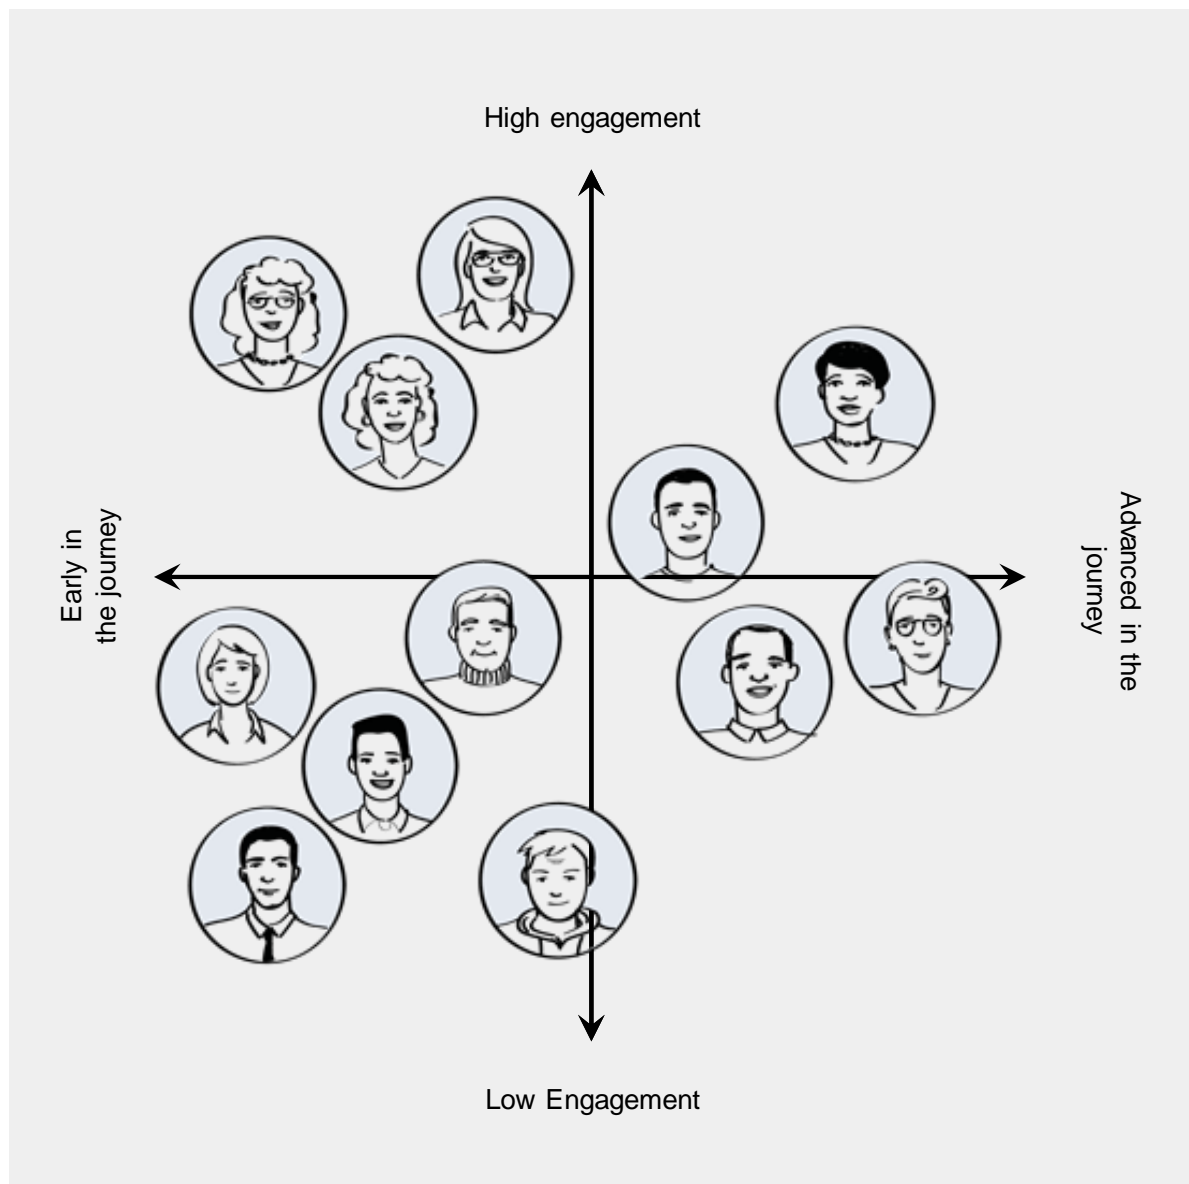 High engagement
Early in
the journey
Advanced in the
journey
Low Engagement